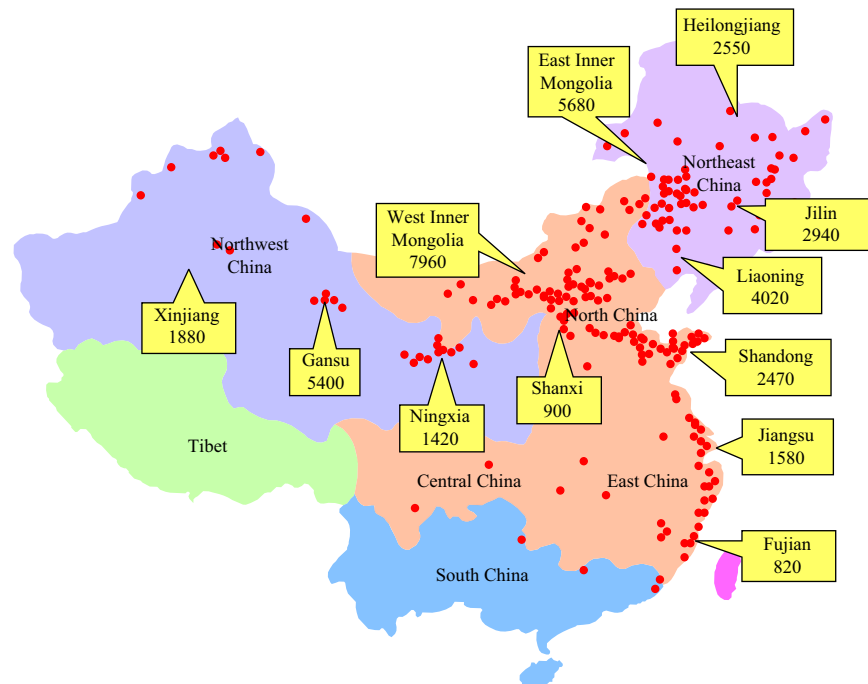 Heilongjiang
2550
East Inner
Mongolia
5680
Northeast
China
Jilin
2940
West Inner
Mongolia
7960
Northwest
China
Liaoning
4020
Xinjiang
1880
North China
Gansu
5400
Shanxi
900
Shandong
2470
Ningxia
1420
Tibet
Jiangsu
1580
Central China
East China
Fujian
820
South China